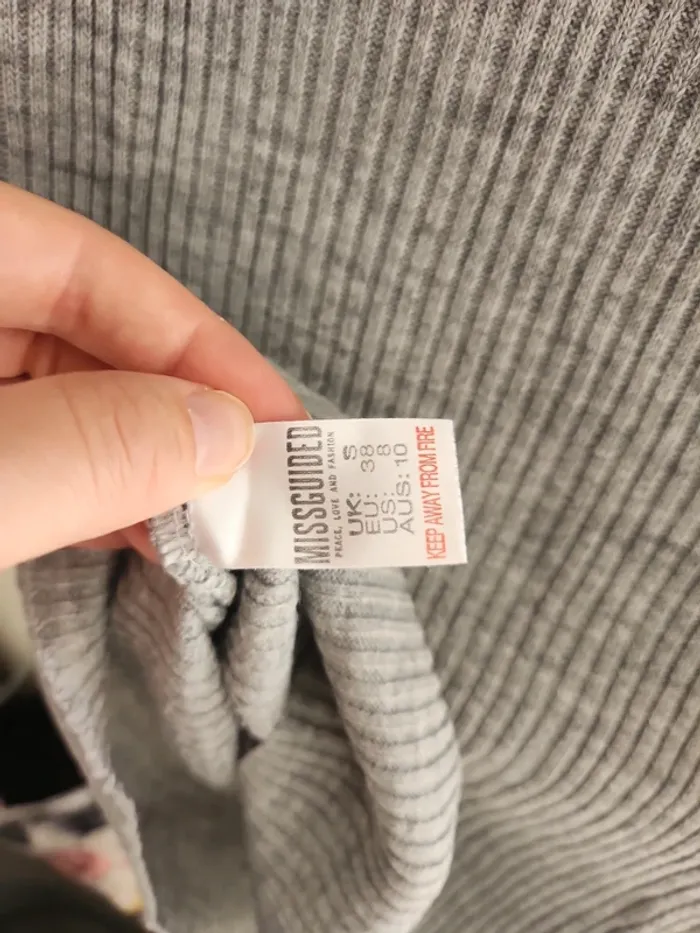 MISSGUIDED
PEACE, LOVE AND FASHION
UK: S
EU: 38
US: 8
AUS: 10
KEEP AWAY FROM FIRE